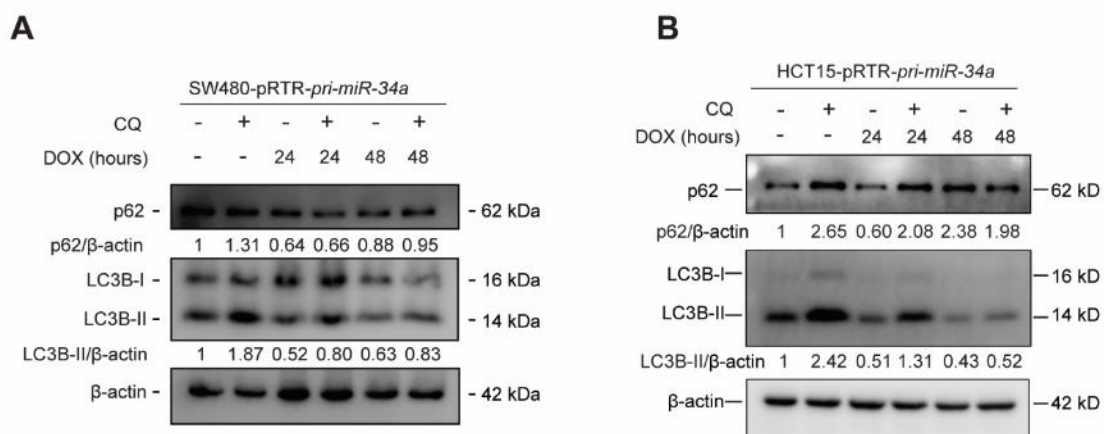 A
SW480-pRTR-pri-miR-34a
CQ - + - + - +
DOX (hours) - - 24 24 48 48
p62 - - 62 kDa
p62/β-actin 1 1.31 0.64 0.66 0.88 0.95
LC3B-I - - 16 kDa
LC3B-II - - 14 kDa
LC3B-II/β-actin 1 1.87 0.52 0.80 0.63 0.83
β-actin - - 42 kDa
B
HCT15-pRTR-pri-miR-34a
CQ - + - + - +
DOX (hours) - - 24 24 48 48
p62 — —62 kD
p62/β-actin 1 2.65 0.60 2.08 2.38 1.98
LC3B-I — —16 kD
LC3B-II — —14 kD
LC3B-II/β-actin 1 2.42 0.51 1.31 0.43 0.52
β-actin— —42 kD